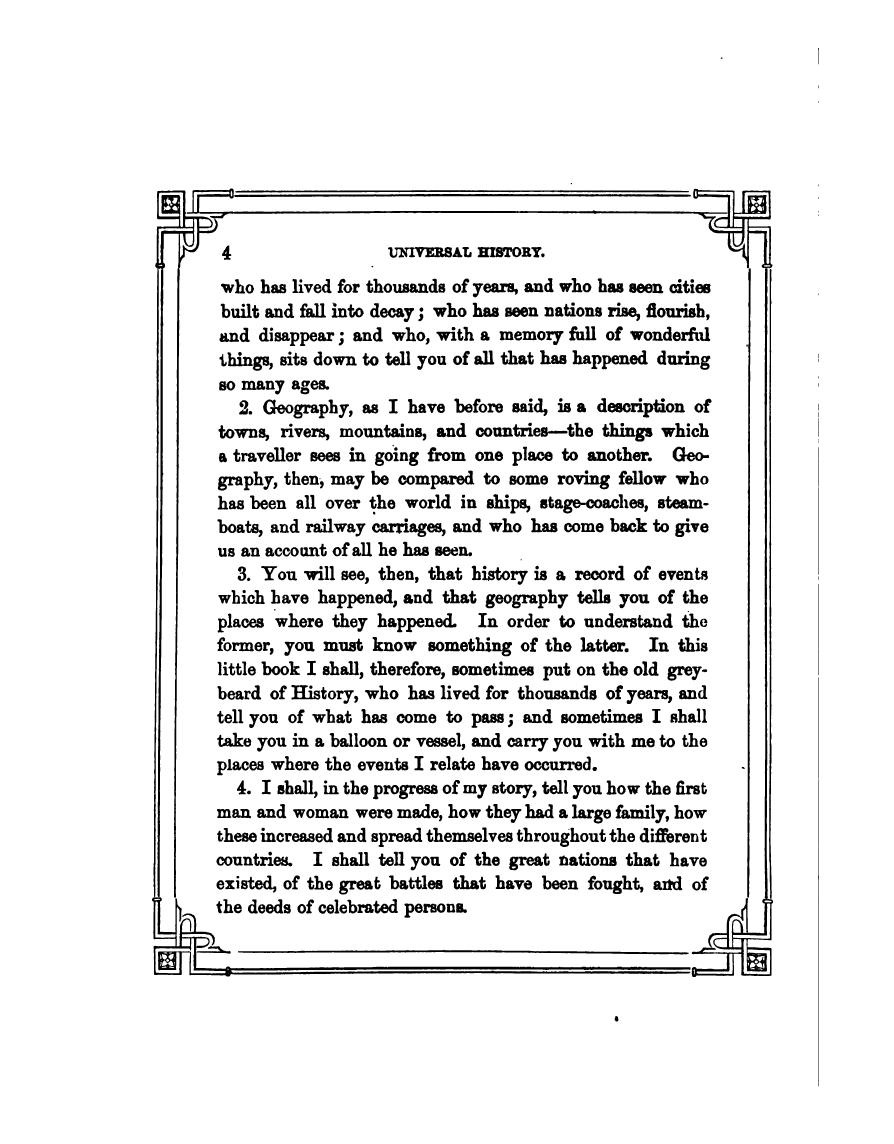 4 UNIVERSAL HISTORY.
who has lived for thousands of years, and who has seen cities
built and fall into decay; who has seen nations rise, flourish,
and disappear; and who, with a memory full of wonderful
things, sits down to tell you of all that has happened during
so many ages.
2. Geography, as I have before said, is a description of
towns, rivers, mountains, and countries—the things which
a traveller sees in going from one place to another. Geo-
graphy, then, may be compared to some roving fellow who
has been all over the world in ships, stage-coaches, steam-
boats, and railway carriages, and who has come back to give
us an account of all he has seen.
3. You will see, then, that history is a record of events
which have happened, and that geography tells you of the
places where they happened. In order to understand the
former, you must know something of the latter. In this
little book I shall, therefore, sometimes put on the old grey-
beard of History, who has lived for thousands of years, and
tell you of what has come to pass; and sometimes I shall
take you in a balloon or vessel, and carry you with me to the
places where the events I relate have occurred.
4. I shall, in the progress of my story, tell you how the first
man and woman were made, how they had a large family, how
these increased and spread themselves throughout the different
countries. I shall tell you of the great nations that have
existed, of the great battles that have been fought, and of
the deeds of celebrated persons.